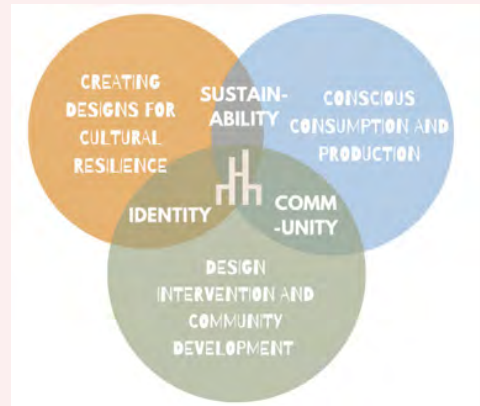 CREATING
DESIGNS FOR
CULTURAL
RESILIENCE
SUSTAIN-
ABILITY
CONSCIOUS
CONSUMPTION AND
PRODUCTION
IDENTITY
COMM
-UNITY
DESIGN
INTERVENTION AND
COMMUNITY
DEVELOPMENT